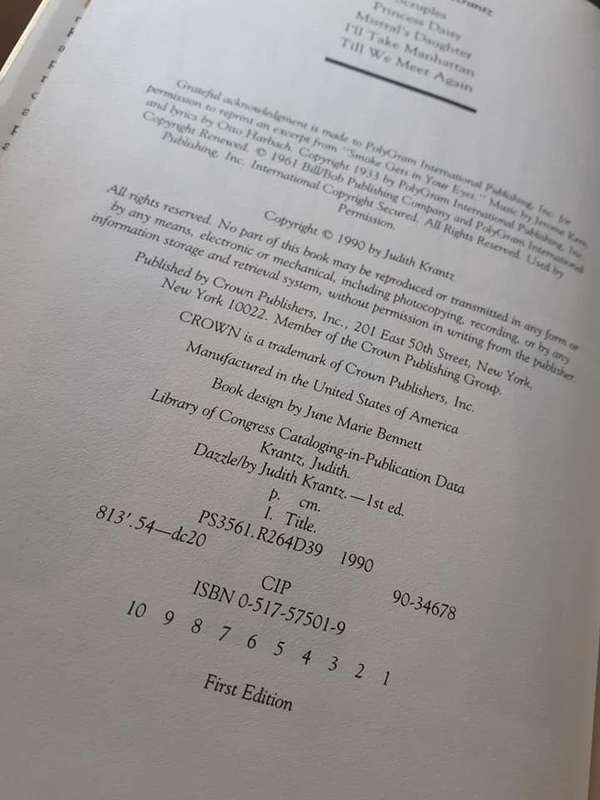 Krantz
Scruples
Princess Daisy
Mistral's Daughter
I'll Take Manhattan
Till We Meet Again
Grateful acknowledgment is made to PolyGram International Publishing, Inc. for
permission to reprint an excerpt from "Smoke Gets in Your Eyes." Music by Jerome Kern
and lyrics by Otto Harbach. Copyright 1933 by PolyGram International Publishing, Inc.
Copyright Renewed. © 1961 Bill/Bob Publishing Company and PolyGram International
Publishing, Inc. International Copyright Secured. All Rights Reserved. Used by
Permission.
Copyright © 1990 by Judith Krantz
All rights reserved. No part of this book may be reproduced or transmitted in any form or
by any means, electronic or mechanical, including photocopying, recording, or by any
information storage and retrieval system, without permission in writing from the publisher.
Published by Crown Publishers, Inc., 201 East 50th Street, New York,
New York 10022. Member of the Crown Publishing Group.
CROWN is a trademark of Crown Publishers, Inc.
Manufactured in the United States of America
Book design by June Marie Bennett
Library of Congress Cataloging-in-Publication Data
Krantz, Judith.
Dazzle/by Judith Krantz.—1st ed.
p. cm.
I. Title.
PS3561.R264D39 1990
813'.54—dc20 90-34678
CIP
ISBN 0-517-57501-9
10 9 8 7 6 5 4 3 2 1
First Edition